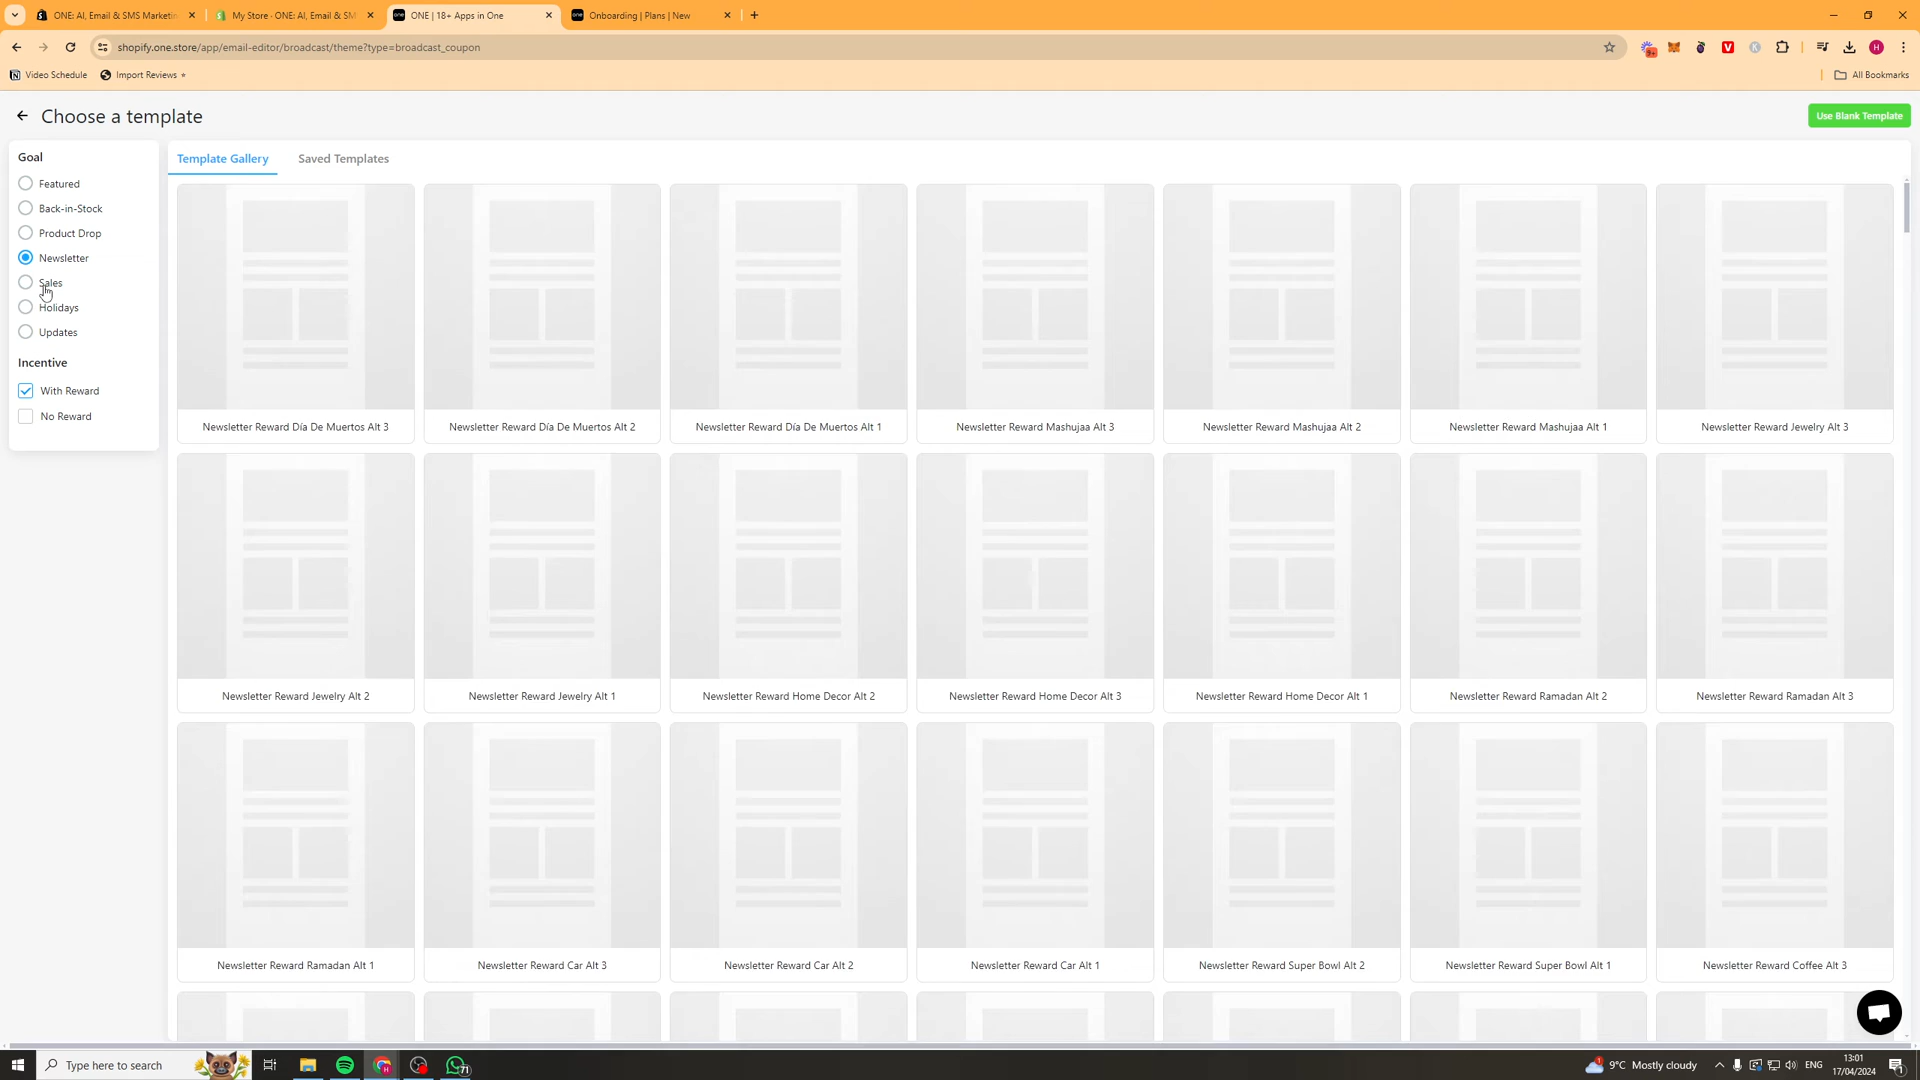 ONE: AI, Email & SMS Marketin
My Store · ONE: AI, Email & SM
ONE | 18+ Apps in One
Onboarding | Plans | New
shopify.one.store/app/email-editor/broadcast/theme?type=broadcast_coupon
Video Schedule
Import Reviews
All Bookmarks
Choose a template
Use Blank Template
Goal
Featured
Back-in-Stock
Product Drop
Newsletter
Sales
Holidays
Updates
Incentive
With Reward
No Reward
Template Gallery
Saved Templates
Newsletter Reward Día De Muertos Alt 3
Newsletter Reward Día De Muertos Alt 2
Newsletter Reward Día De Muertos Alt 1
Newsletter Reward Mashujaa Alt 3
Newsletter Reward Mashujaa Alt 2
Newsletter Reward Mashujaa Alt 1
Newsletter Reward Jewelry Alt 3
Newsletter Reward Jewelry Alt 2
Newsletter Reward Jewelry Alt 1
Newsletter Reward Home Decor Alt 2
Newsletter Reward Home Decor Alt 3
Newsletter Reward Home Decor Alt 1
Newsletter Reward Ramadan Alt 2
Newsletter Reward Ramadan Alt 3
Newsletter Reward Ramadan Alt 1
Newsletter Reward Car Alt 3
Newsletter Reward Car Alt 2
Newsletter Reward Car Alt 1
Newsletter Reward Super Bowl Alt 2
Newsletter Reward Super Bowl Alt 1
Newsletter Reward Coffee Alt 3
Type here to search
71
9°C Mostly cloudy
ENG
13:01
17/04/2024